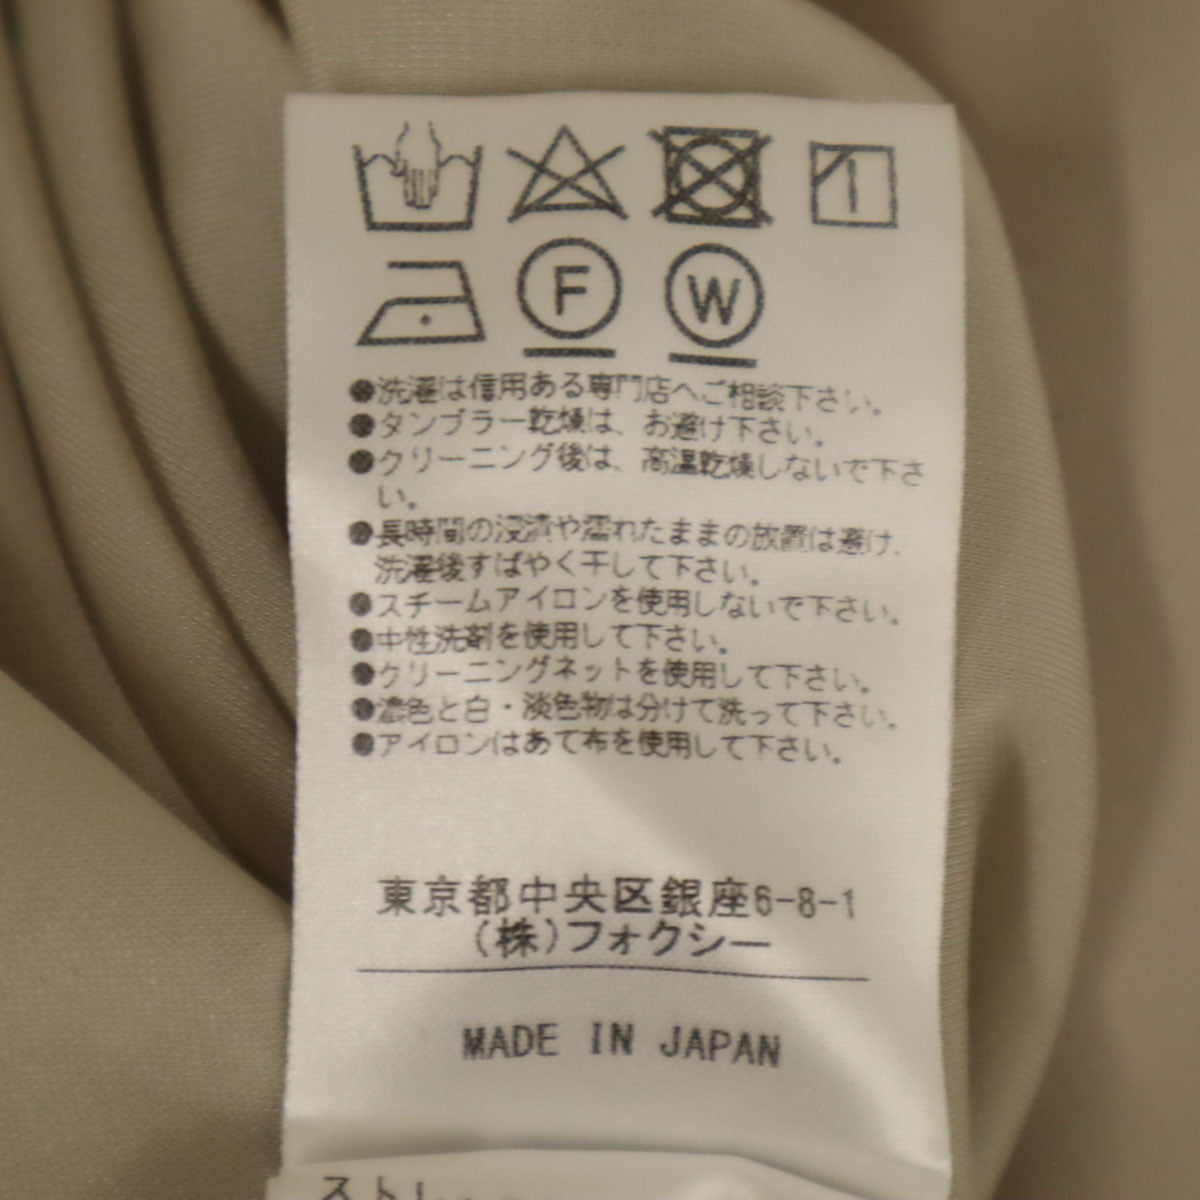 F W
●洗濯は信用ある専門店へご相談下さい。
●タンブラー乾燥は、お避け下さい。
●クリーニング後は、高温乾燥しないで下さ
い。
●長時間の浸漬や濡れたままの放置は避け、
洗濯後すばやく干して下さい。
●スチームアイロンを使用しないで下さい。
●中性洗剤を使用して下さい。
●クリーニングネットを使用して下さい。
●濃色と白・淡色物は分けて洗って下さい。
●アイロンはあて布を使用して下さい。
東京都中央区銀座6-8-1
(株)フォクシー
MADE IN JAPAN